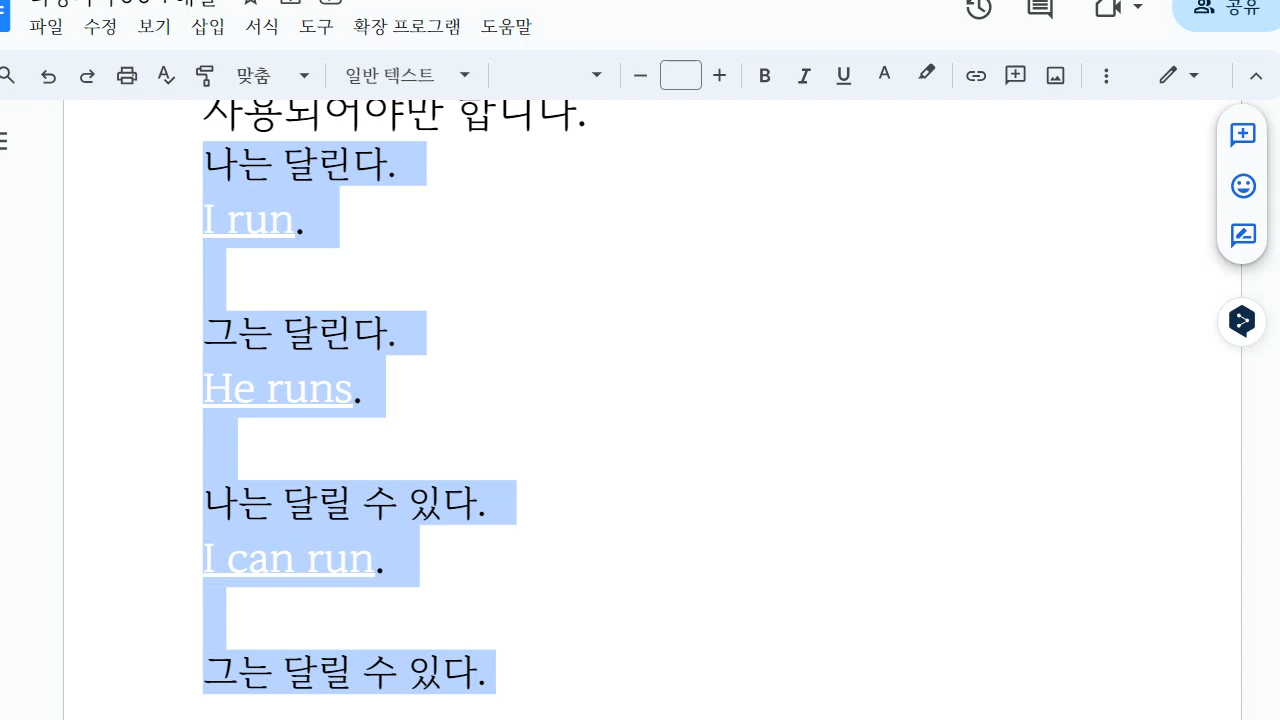 파일 수정 보기 삽입 서식 도구 확장 프로그램 도움말
공유
맞춤 일반 텍스트
B I U A
사용되어야만 합니다.
나는 달린다.
I run.
그는 달린다.
He runs.
나는 달릴 수 있다.
I can run.
그는 달릴 수 있다.